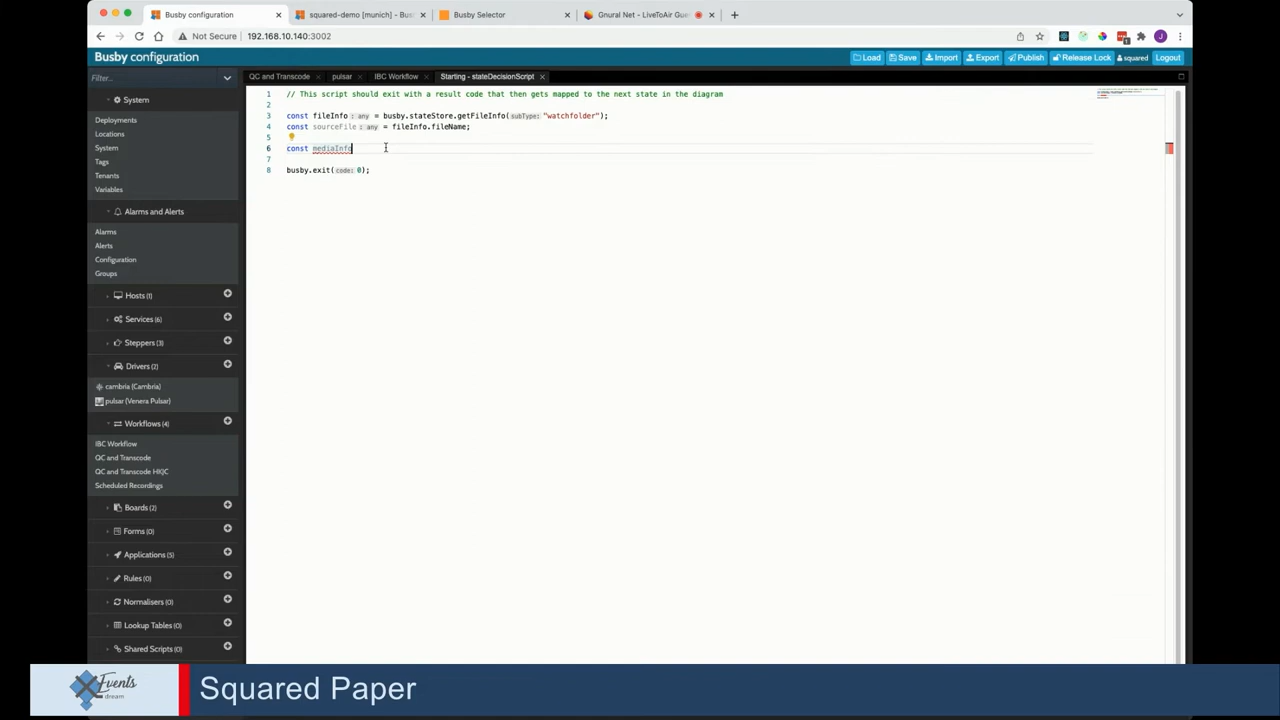 Busby configuration
squared-demo [munich] - Bus
Busby Selector
Gnural Net - LiveToAir Gue
Not Secure
192.168.10.140:3002
Busby configuration
Load
Save
Import
Export
Publish
Release Lock
squared
Logout
Filter...
QC and Transcode
pulsar
IBC Workflow
Starting - stateDecisionScript
System
Deployments
Locations
System
Tags
Tenants
Variables
Alarms and Alerts
Alarms
Alerts
Configuration
Groups
Hosts (1)
Services (6)
Steppers (3)
Drivers (2)
cambria (Cambria)
pulsar (Venera Pulsar)
Workflows (4)
IBC Workflow
QC and Transcode
QC and Transcode HKJC
Scheduled Recordings
Boards (2)
Forms (0)
Applications (5)
Rules (0)
Normalisers (0)
Lookup Tables (0)
Shared Scripts (0)
1 // This script should exit with a result code that then gets mapped to the next state in the diagram
2
3 const fileInfo : any = busby.stateStore.getFileInfo( subType: "watchfolder");
4 const sourceFile : any = fileInfo.fileName;
5
6 const mediaInfo
7
8 busby.exit( code: 0);
Events
dream
Squared Paper